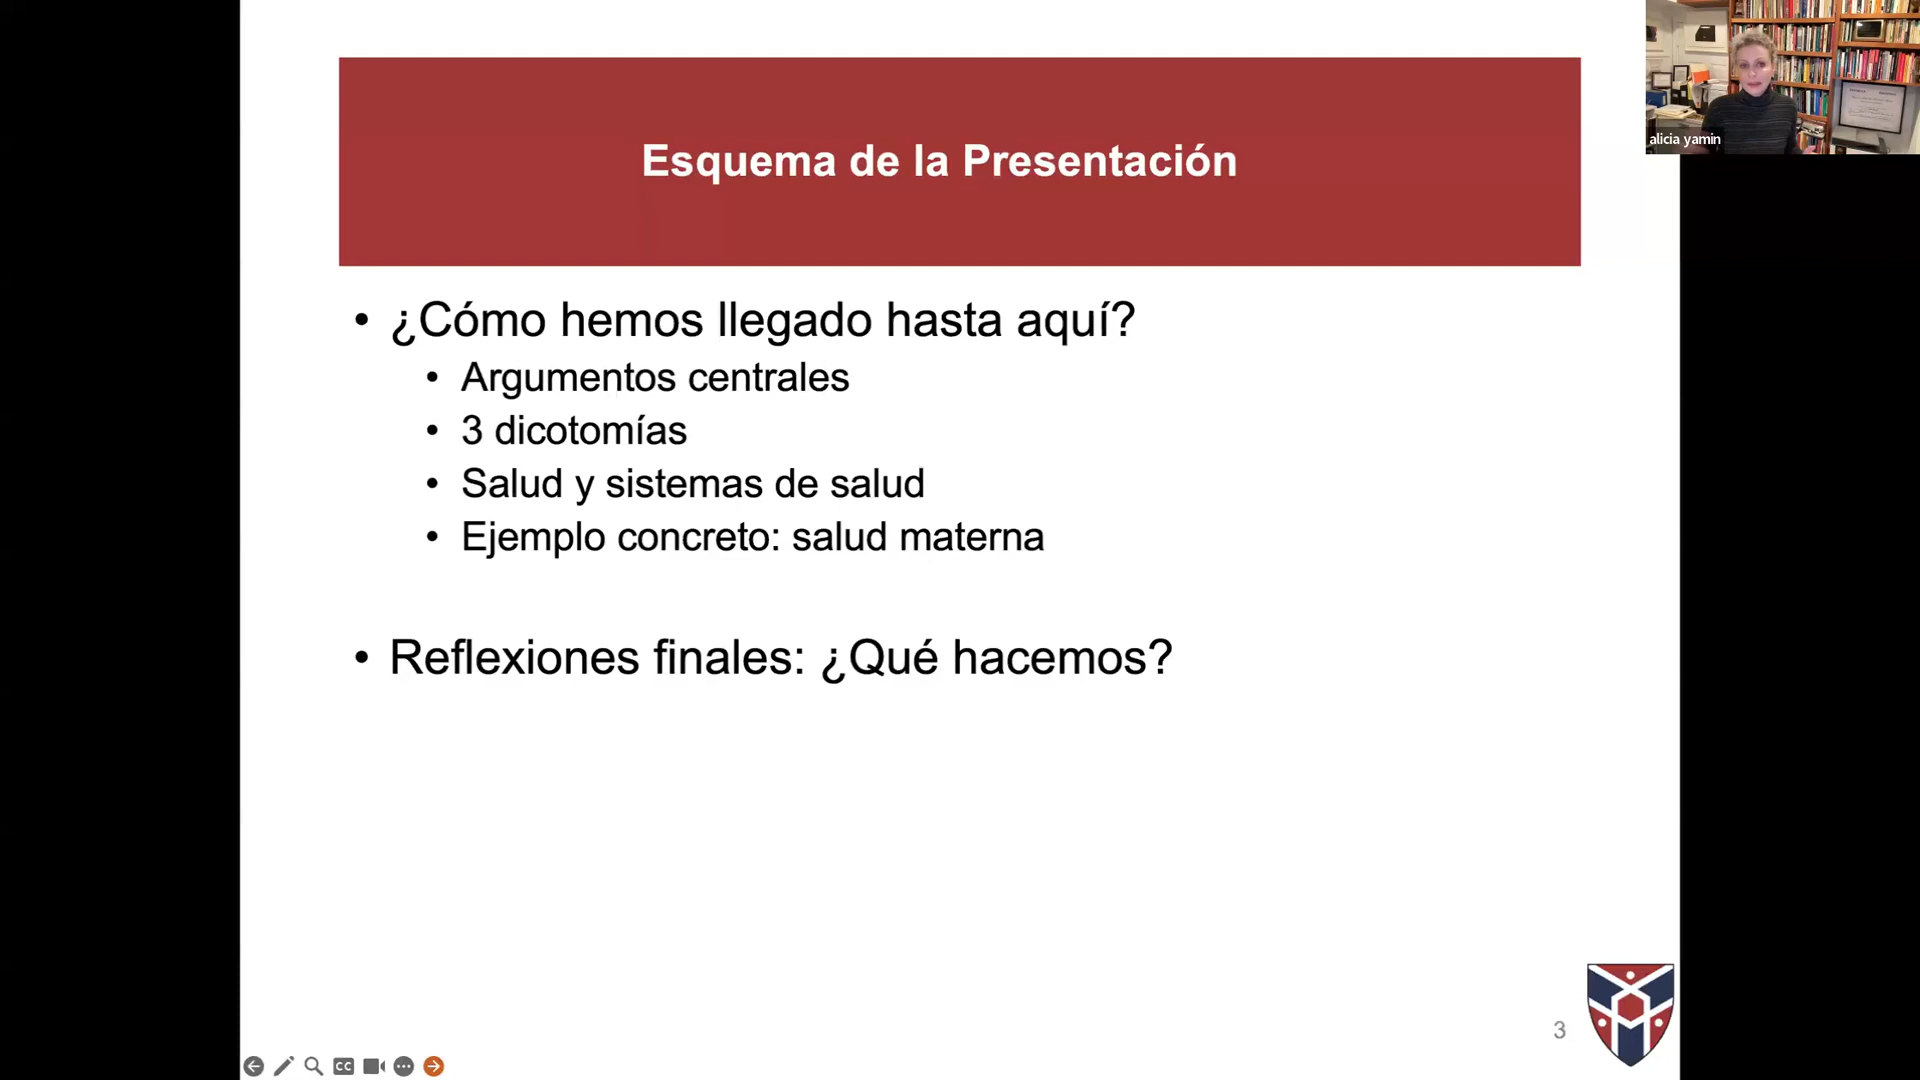 Esquema de la Presentación
• ¿Cómo hemos llegado hasta aquí?
• Argumentos centrales
• 3 dicotomías
• Salud y sistemas de salud
• Ejemplo concreto: salud materna
• Reflexiones finales: ¿Qué hacemos?
3
alicia yamin
CC